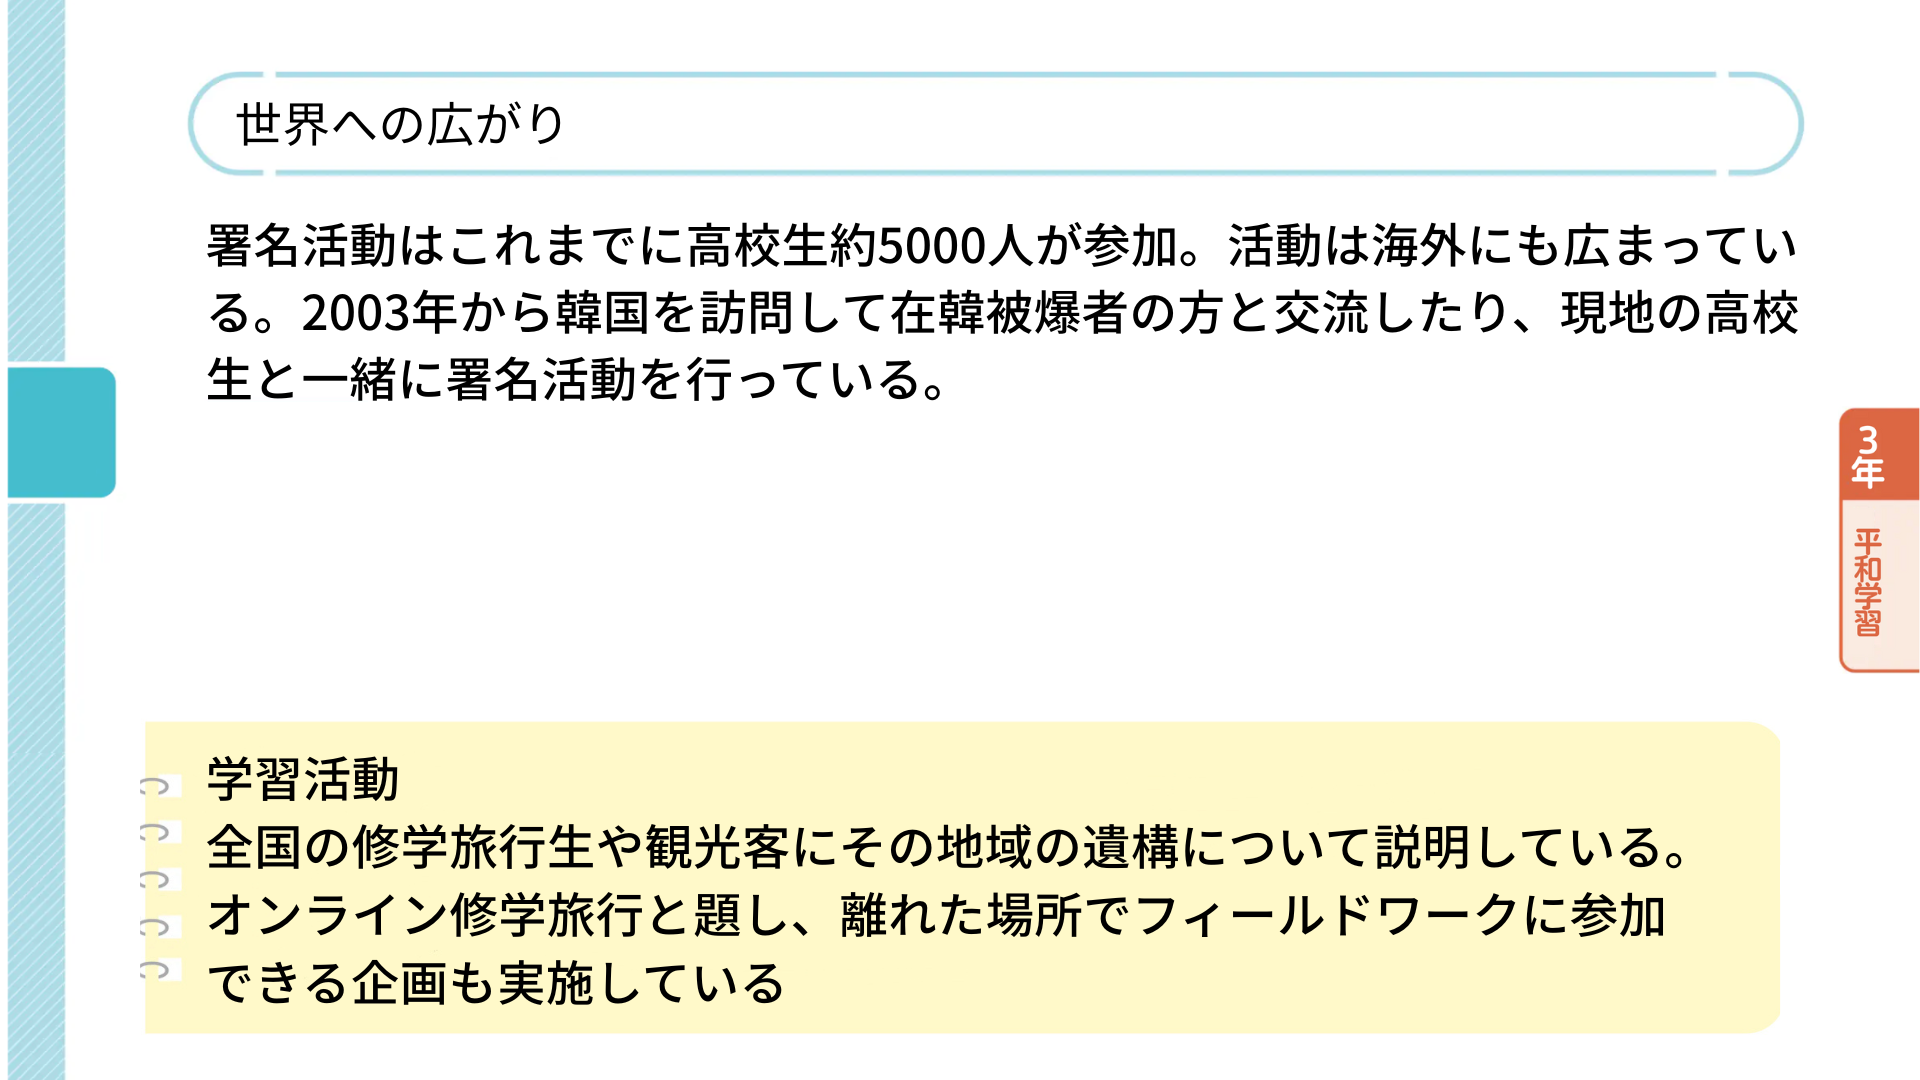 世界への広がり
署名活動はこれまでに高校生約5000人が参加。活動は海外にも広まってい
る。2003年から韓国を訪問して在韓被爆者の方と交流したり、現地の高校
生と一緒に署名活動を行っている。
3年
平和学習
学習活動
全国の修学旅行生や観光客にその地域の遺構について説明している。
オンライン修学旅行と題し、離れた場所でフィールドワークに参加
できる企画も実施している